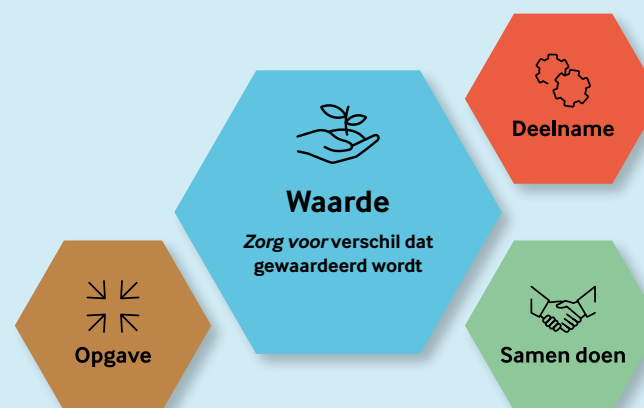 Deelname
Waarde
Zorg voor verschil dat
gewaardeerd wordt
Opgave
Samen doen